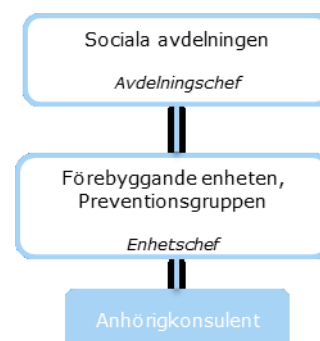 Sociala avdelningen
Avdelningschef
Förebyggande enheten,
Preventionsgruppen
Enhetschef
Anhörigkonsulent